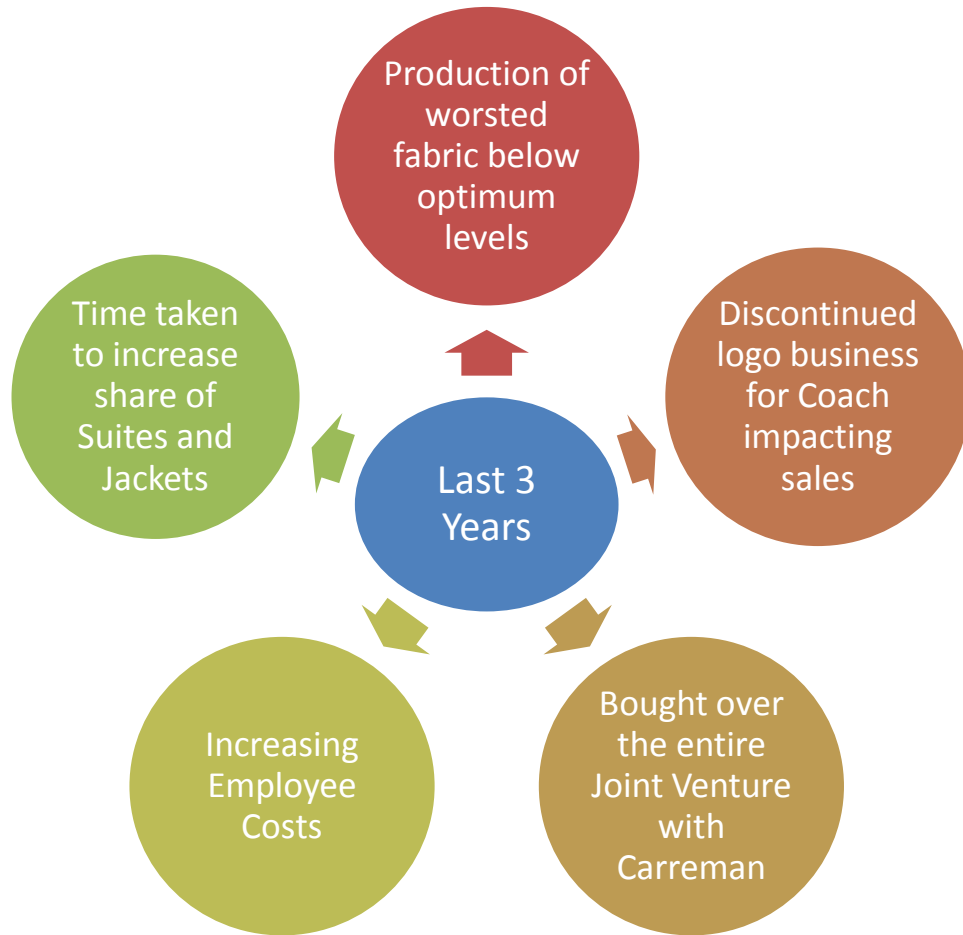 Production of
worsted
fabric below
optimum
levels
Time taken
to increase
share of
Suites and
Jackets
Discontinued
logo business
for Coach
impacting
sales
Last 3
Years
Increasing
Employee
Costs
Bought over
the entire
Joint Venture
with
Carreman